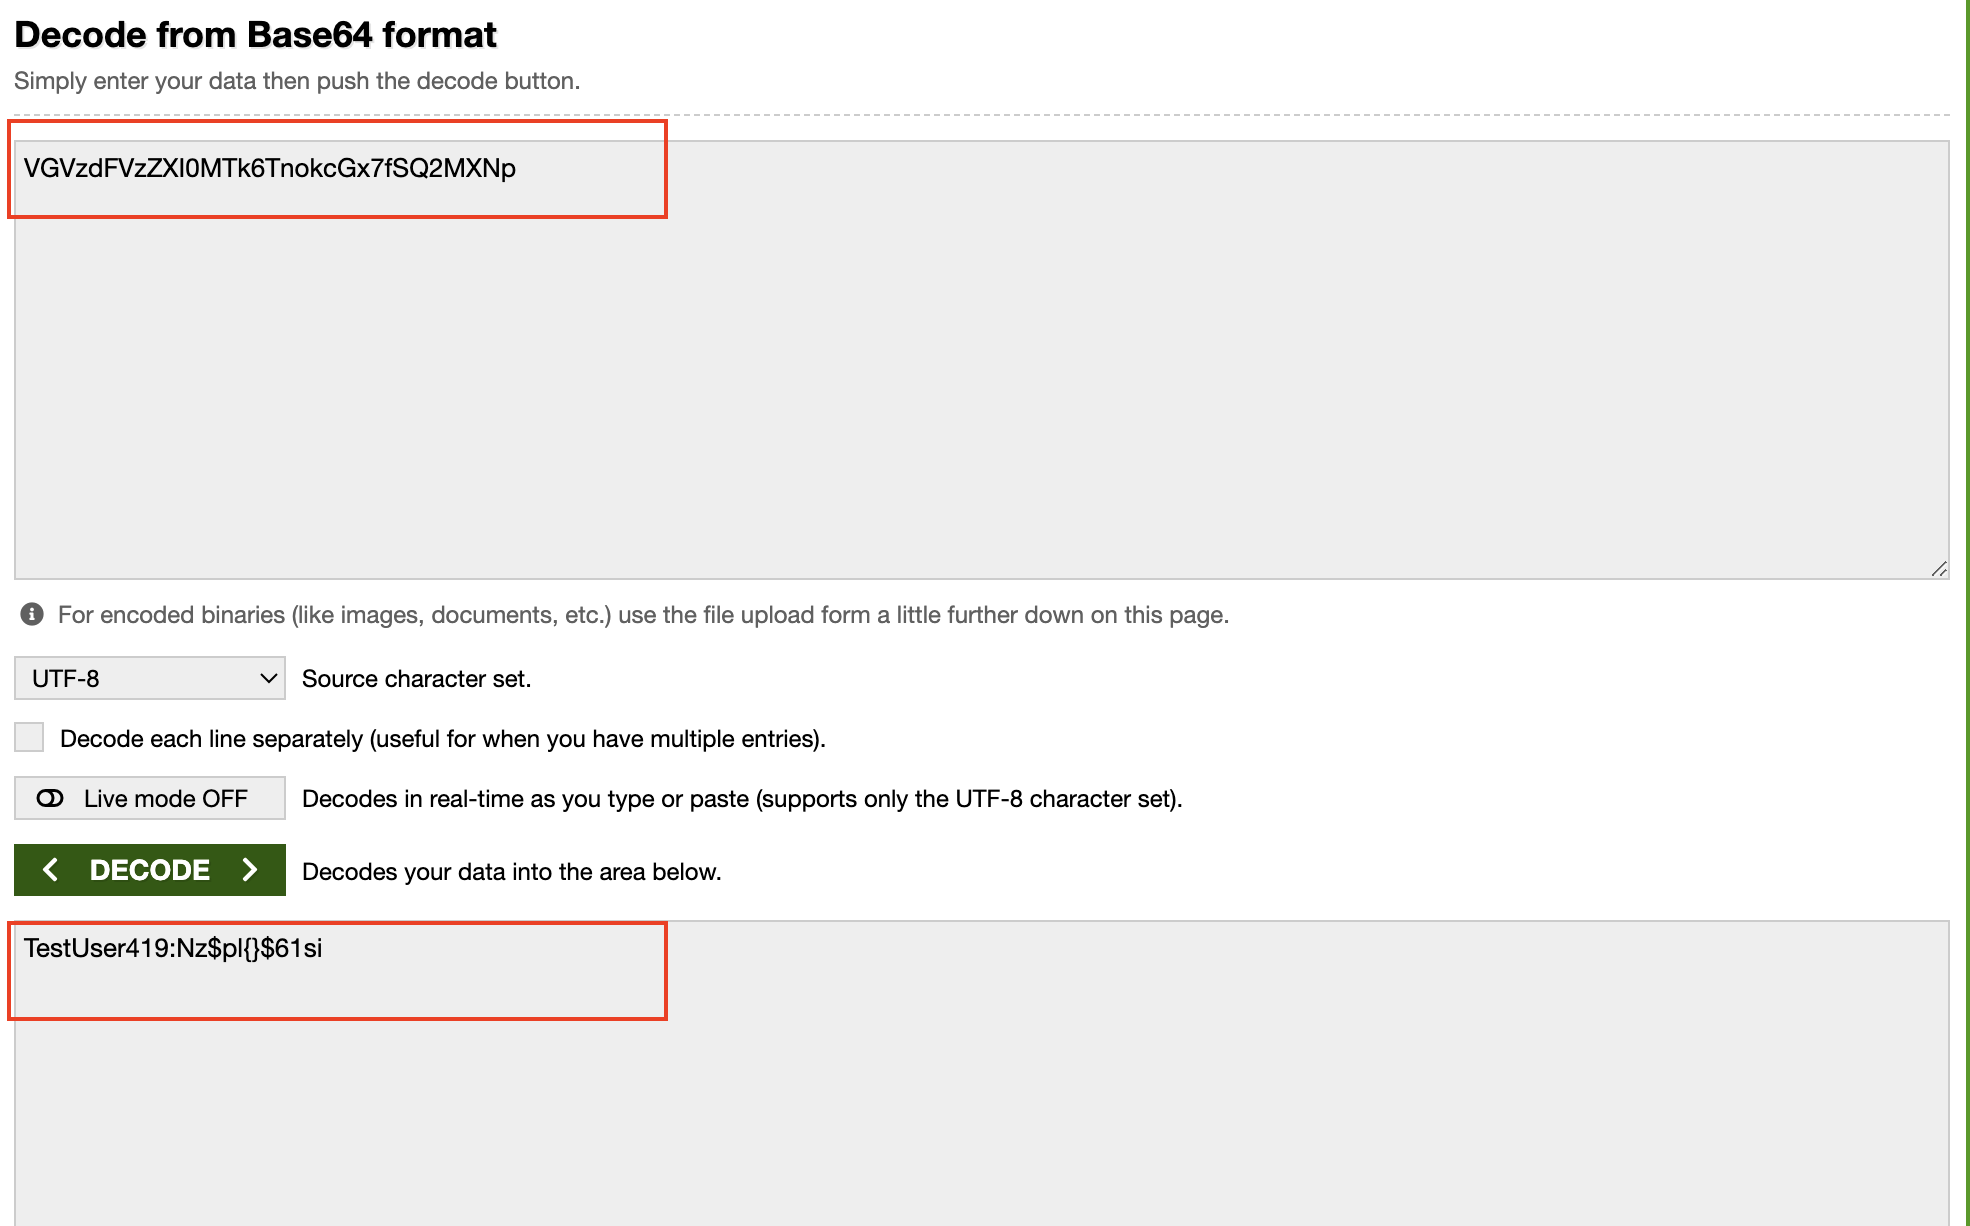 Decode from Base64 format
Simply enter your data then push the decode button.
VGVzdFVzZXI0MTk6TnokcGx7fSQ2MXNp
For encoded binaries (like images, documents, etc.) use the file upload form a little further down on this page.
UTF-8 Source character set.
Decode each line separately (useful for when you have multiple entries).
Live mode OFF Decodes in real-time as you type or paste (supports only the UTF-8 character set).
< DECODE > Decodes your data into the area below.
TestUser419:Nz$pl{}$61si